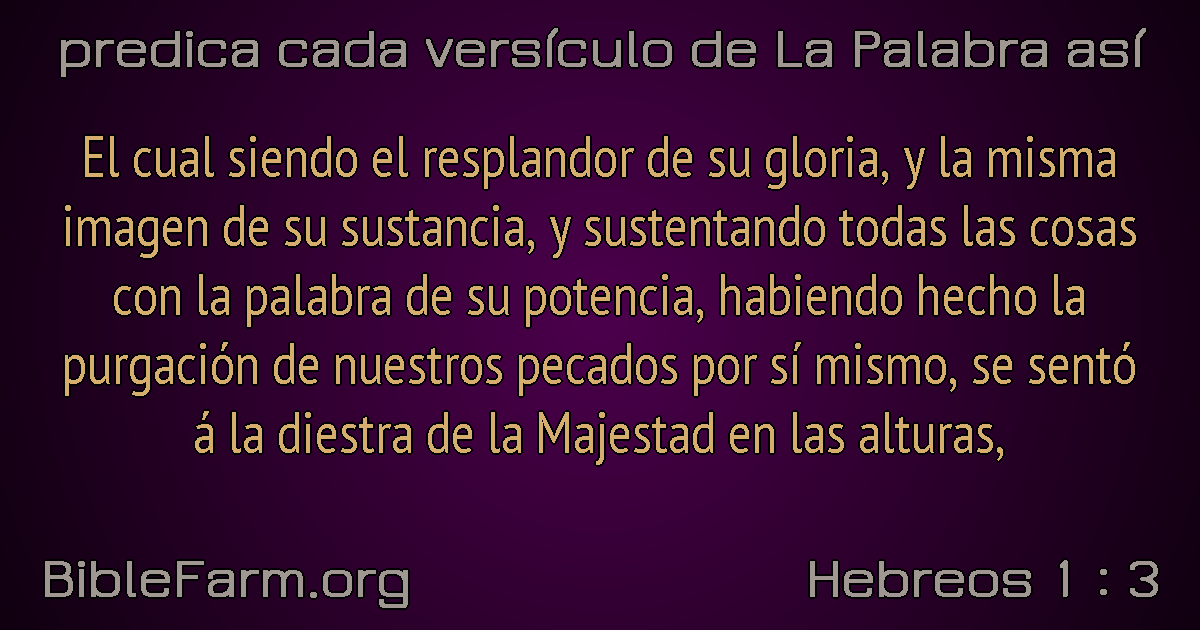 predica cada versículo de La Palabra así
El cual siendo el resplandor de su gloria, y la misma
imagen de su sustancia, y sustentando todas las cosas
con la palabra de su potencia, habiendo hecho la
purgación de nuestros pecados por sí mismo, se sentó
á la diestra de la Majestad en las alturas,
BibleFarm.org
Hebreos 1 : 3